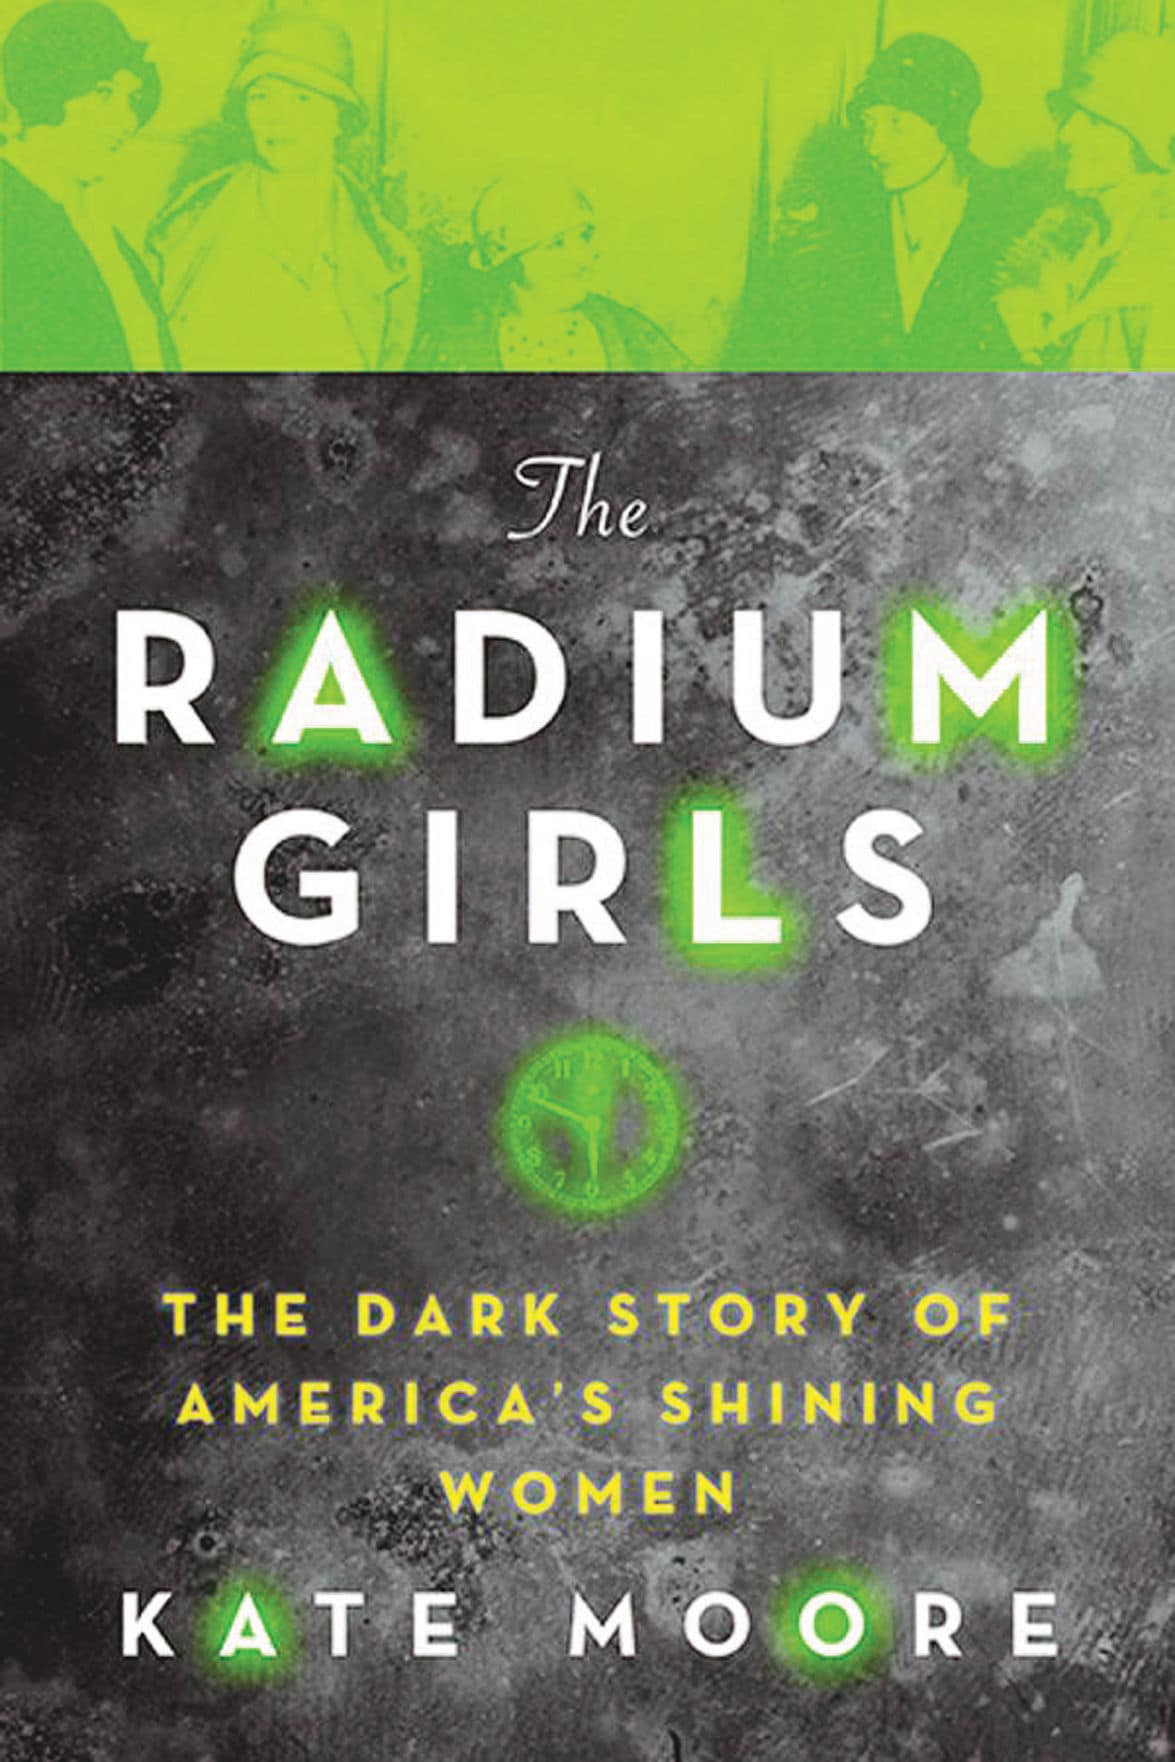 The
RADIUM
GIRLS
THE DARK STORY OF
AMERICA'S SHINING
WOMEN
KATE MOORE